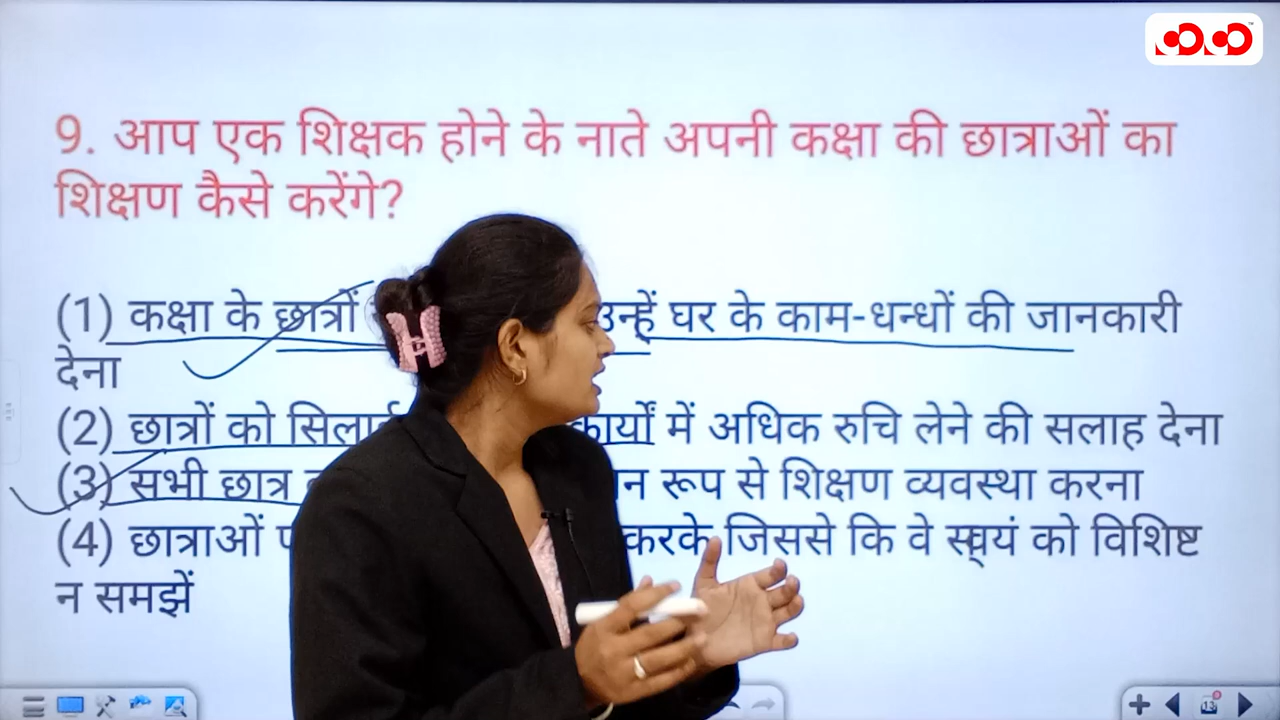 9. आप एक शिक्षक होने के नाते अपनी कक्षा की छात्राओं का
शिक्षण कैसे करेंगे?
(1) कक्षा के छात्रों उन्हें घर के काम-धन्धों की जानकारी
देना
(2) छात्रों को कार्यों में अधिक रुचि लेने की सलाह देना
(3) सभी छात्र रूप से शिक्षण व्यवस्था करना
(4) छात्राओं करके जिससे कि वे स्वयं को विशिष्ट
न समझें
13